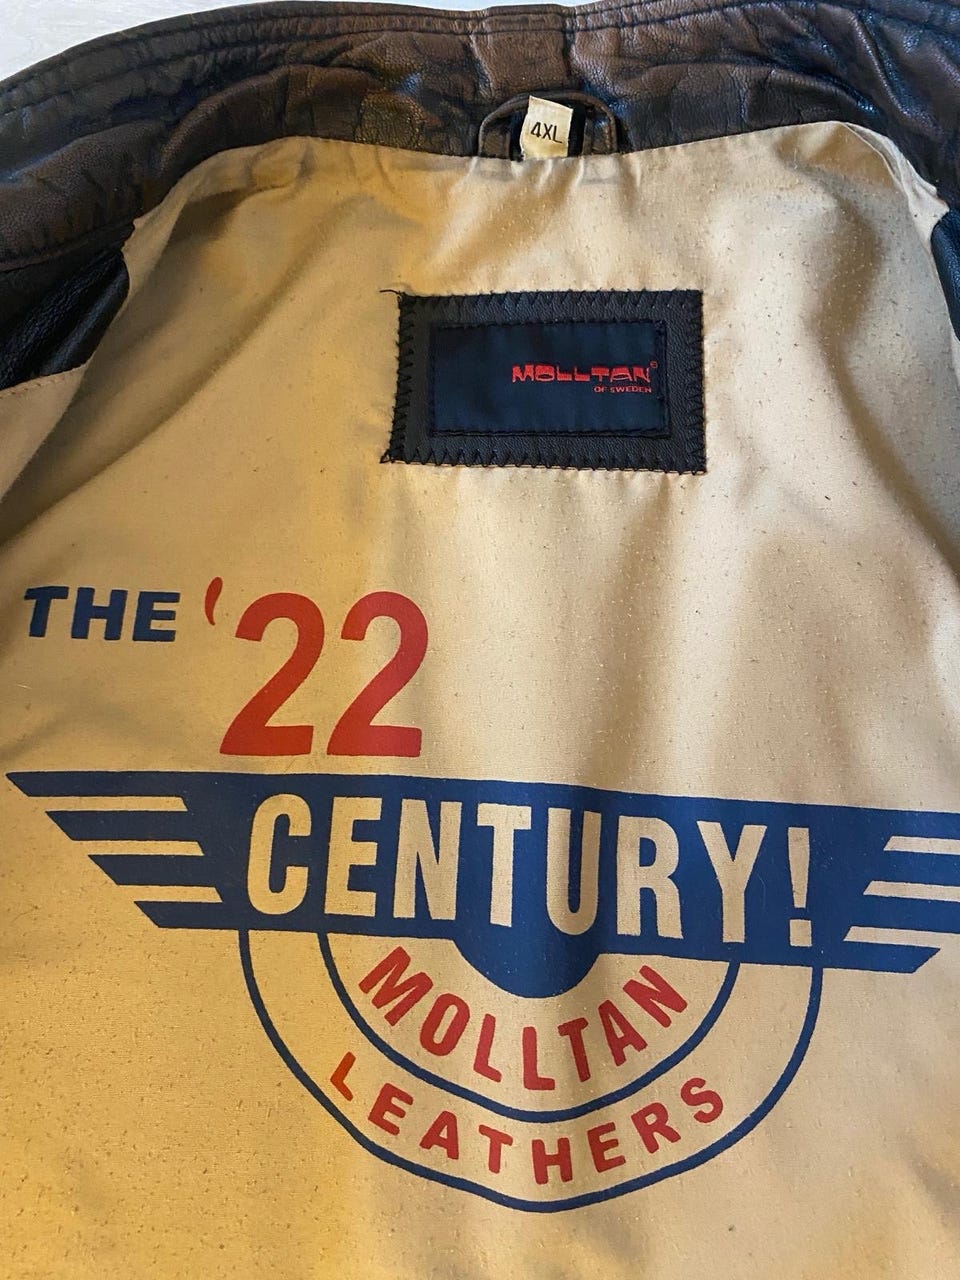 4XL
MOLLTAN©
OF SWEDEN
THE '22
CENTURY!
MOLLTAN
LEATHERS